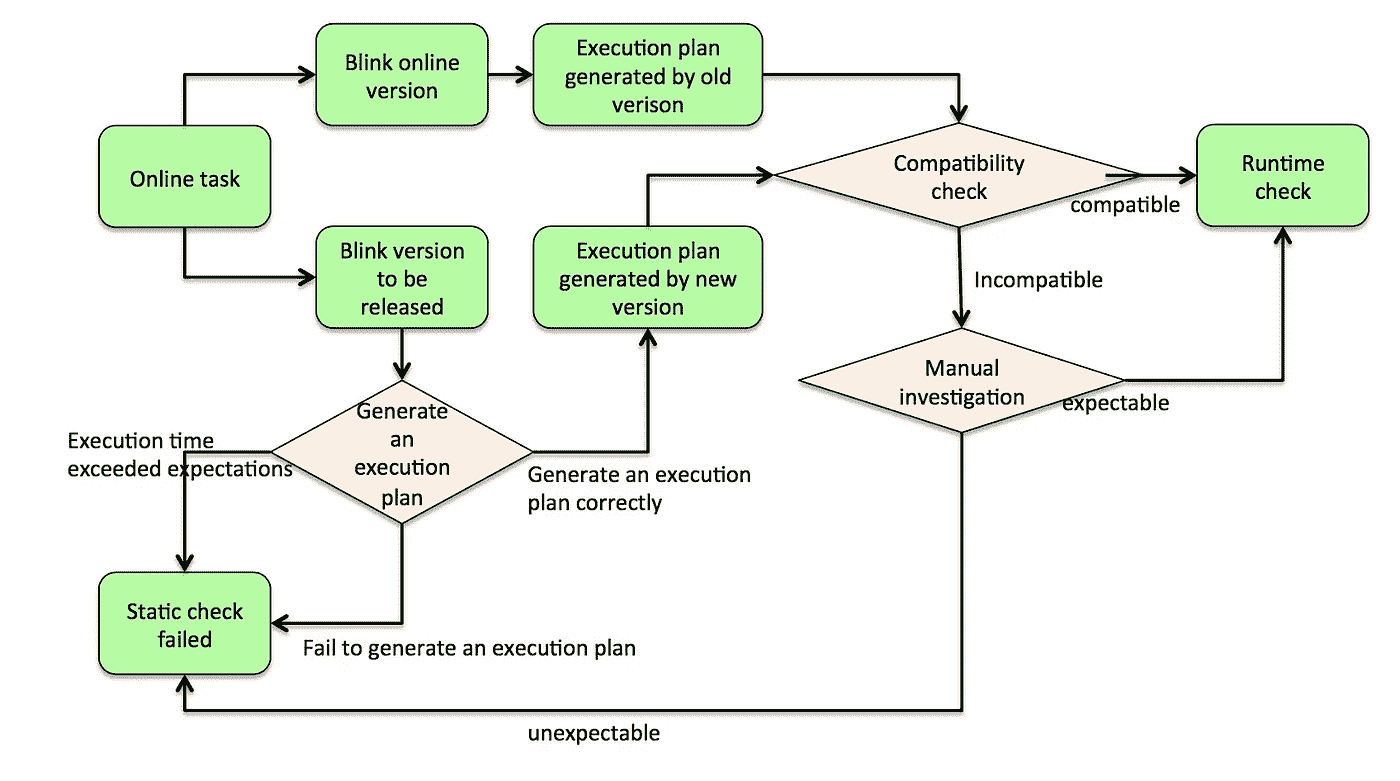 Blink online
version
Execution plan
generated by old
verison
Online task
Compatibility
check
compatible
Runtime
check
Blink version
to be
released
Execution plan
generated by new
version
Incompatible
Manual
investigation
expectable
Generate
an
execution
plan
Execution time
exceeded expectations
Generate an execution
plan correctly
Static check
failed
Fail to generate an execution plan
unexpectable